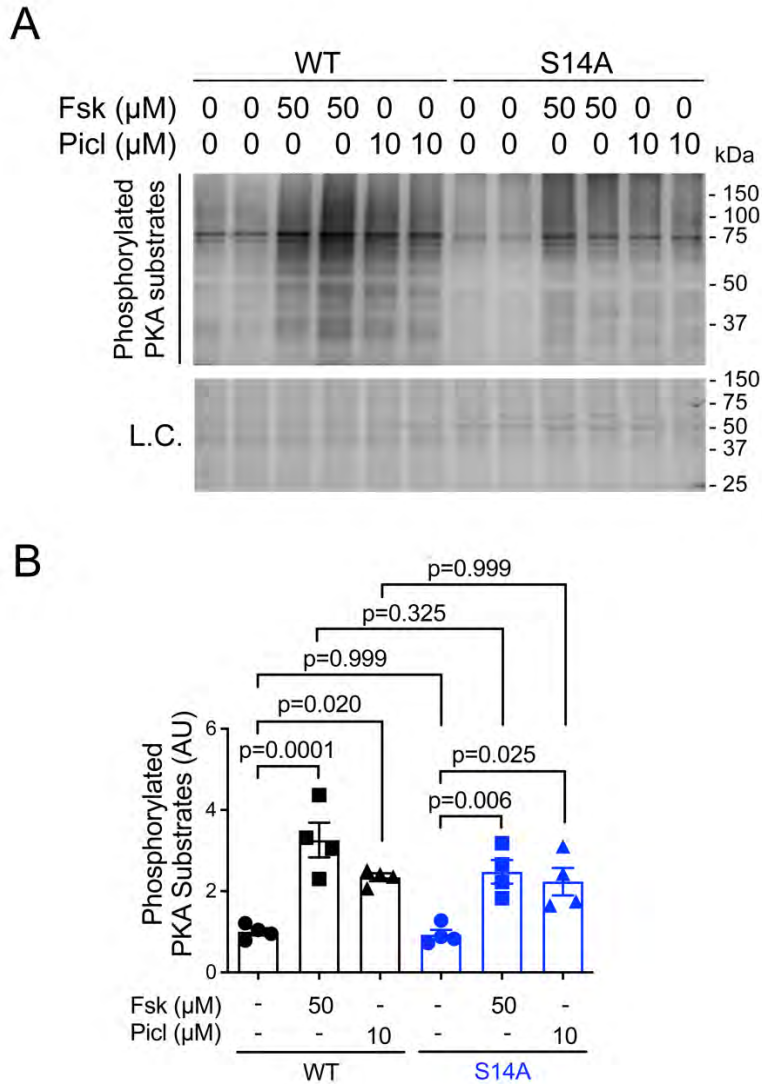 A
WT S14A
Fsk (µM) 0 0 50 50 0 0 0 0 50 50 0 0
Picl (µM) 0 0 0 0 10 10 0 0 0 0 10 10 kDa
Phosphorylated
PKA substrates
- 150
- 100
- 75
- 50
- 37
L.C.
- 150
- 75
- 50
- 37
- 25
B
p=0.999
p=0.325
p=0.999
p=0.020
p=0.0001
p=0.025
p=0.006
Phosphorylated
PKA Substrates (AU)
6
4
2
0
Fsk (µM) - 50 - - 50 -
Picl (µM) - - 10 - - 10
WT S14A